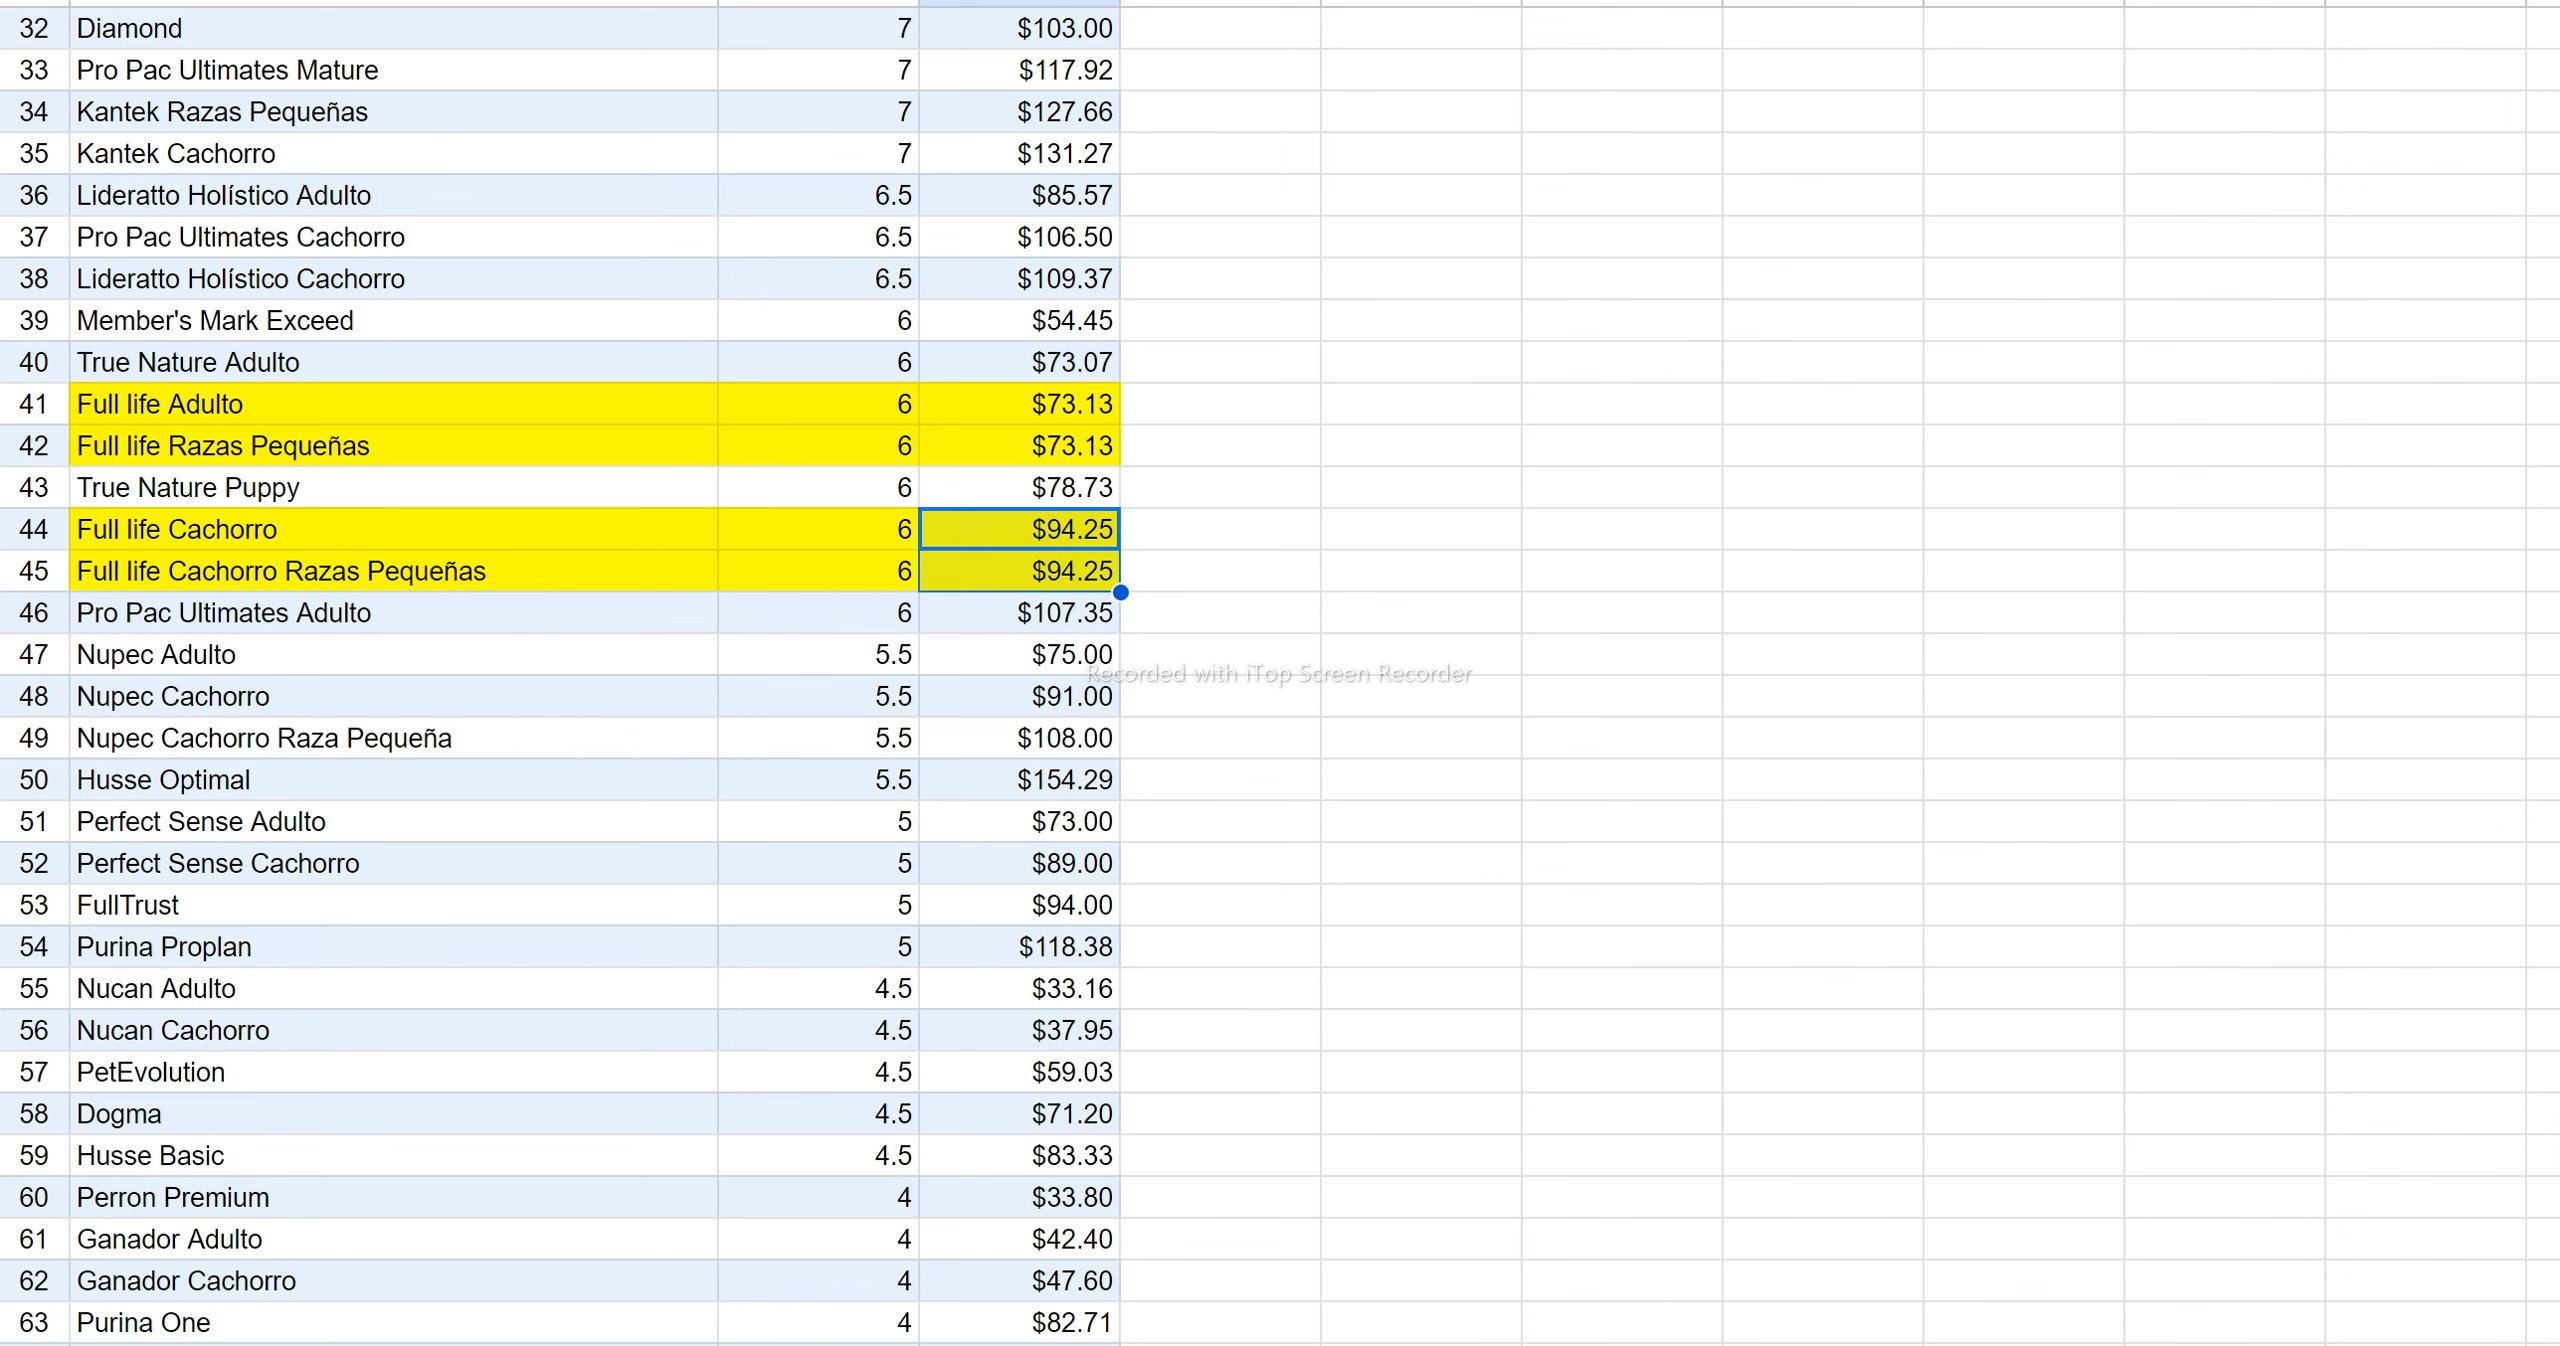 32 Diamond 7 $103.00
33 Pro Pac Ultimates Mature 7 $117.92
34 Kantek Razas Pequeñas 7 $127.66
35 Kantek Cachorro 7 $131.27
36 Lideratto Holístico Adulto 6.5 $85.57
37 Pro Pac Ultimates Cachorro 6.5 $106.50
38 Lideratto Holístico Cachorro 6.5 $109.37
39 Member's Mark Exceed 6 $54.45
40 True Nature Adulto 6 $73.07
41 Full life Adulto 6 $73.13
42 Full life Razas Pequeñas 6 $73.13
43 True Nature Puppy 6 $78.73
44 Full life Cachorro 6 $94.25
45 Full life Cachorro Razas Pequeñas 6 $94.25
46 Pro Pac Ultimates Adulto 6 $107.35
47 Nupec Adulto 5.5 $75.00
Recorded with iTop Screen Recorder
48 Nupec Cachorro 5.5 $91.00
49 Nupec Cachorro Raza Pequeña 5.5 $108.00
50 Husse Optimal 5.5 $154.29
51 Perfect Sense Adulto 5 $73.00
52 Perfect Sense Cachorro 5 $89.00
53 FullTrust 5 $94.00
54 Purina Proplan 5 $118.38
55 Nucan Adulto 4.5 $33.16
56 Nucan Cachorro 4.5 $37.95
57 PetEvolution 4.5 $59.03
58 Dogma 4.5 $71.20
59 Husse Basic 4.5 $83.33
60 Perron Premium 4 $33.80
61 Ganador Adulto 4 $42.40
62 Ganador Cachorro 4 $47.60
63 Purina One 4 $82.71